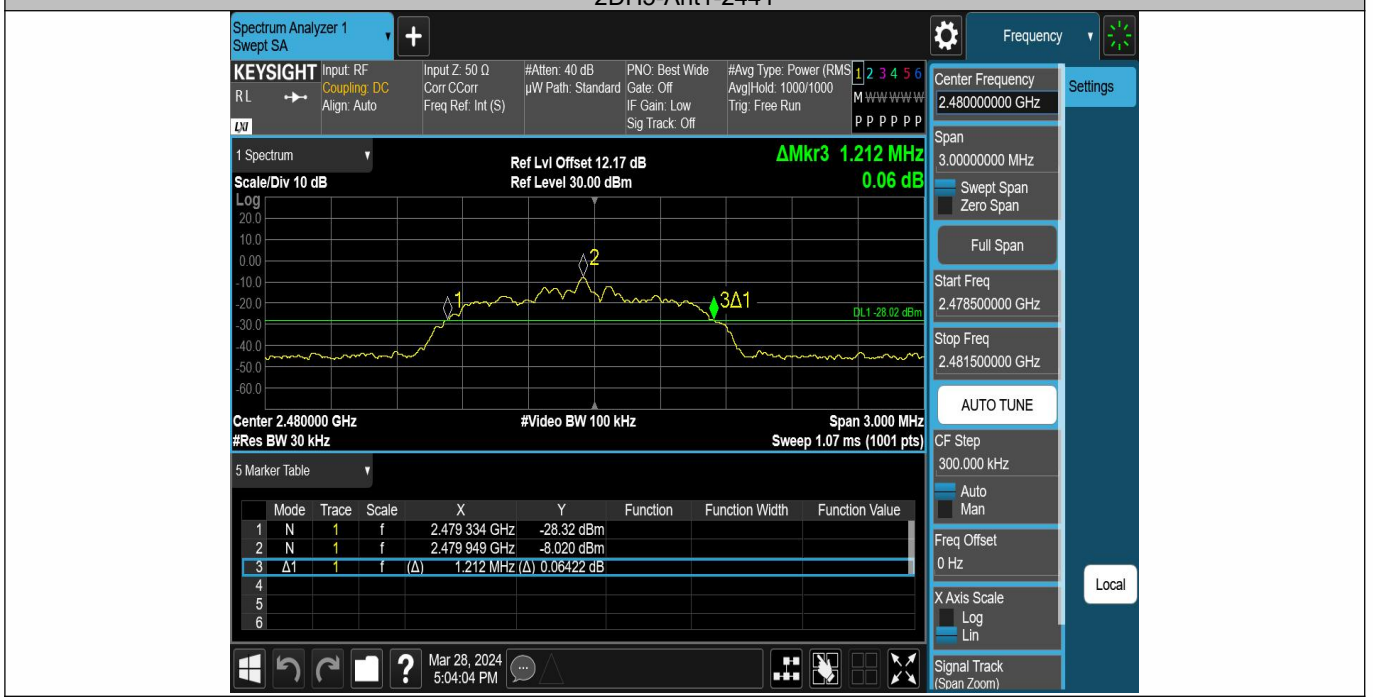 2DH5-Ant1-2441
Spectrum Analyzer 1
Swept SA
Frequency
KEYSIGHT
RL
LXI
Input: RF
Coupling: DC
Align: Auto
Input Z: 50 Ω
Corr CCorr
Freq Ref: Int (S)
#Atten: 40 dB
µW Path: Standard
PNO: Best Wide
Gate: Off
IF Gain: Low
Sig Track: Off
#Avg Type: Power (RMS
Avg|Hold: 1000/1000
Trig: Free Run
1 2 3 4 5 6
M W W W W W
P P P P P P
1 Spectrum
Scale/Div 10 dB
Ref Lvl Offset 12.17 dB
Ref Level 30.00 dBm
ΔMkr3 1.212 MHz
0.06 dB
Log
20.0
10.0
0.00
-10.0
-20.0
-30.0
-40.0
-50.0
-60.0
1
2
3Δ1
DL1 -28.02 dBm
Center 2.480000 GHz
#Video BW 100 kHz
Span 3.000 MHz
#Res BW 30 kHz
Sweep 1.07 ms (1001 pts)
5 Marker Table
Mode Trace Scale X Y Function Function Width Function Value
1 N 1 f 2.479 334 GHz -28.32 dBm
2 N 1 f 2.479 949 GHz -8.020 dBm
3 Δ1 1 f (Δ) 1.212 MHz (Δ) 0.06422 dB
4
5
6
Mar 28, 2024
5:04:04 PM
Center Frequency
2.480000000 GHz
Settings
Span
3.00000000 MHz
Swept Span
Zero Span
Full Span
Start Freq
2.478500000 GHz
Stop Freq
2.481500000 GHz
AUTO TUNE
CF Step
300.000 kHz
Auto
Man
Freq Offset
0 Hz
X Axis Scale
Log
Lin
Local
Signal Track
(Span Zoom)